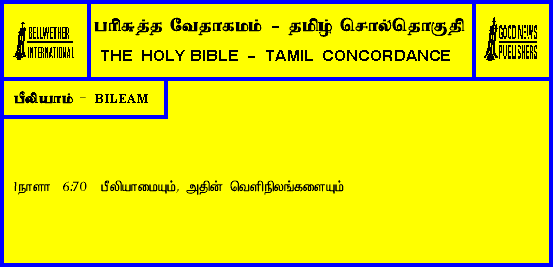 BELLWETHER
INTERNATIONAL
பரிசுத்த வேதாகமம் - தமிழ் சொல்தொகுதி
THE HOLY BIBLE - TAMIL CONCORDANCE
GOOD NEWS
PUBLISHERS
பீலியாம் - BILEAM
1நாளா 6:70 பீலியாமையும், அதின் வெளிநிலங்களையும்